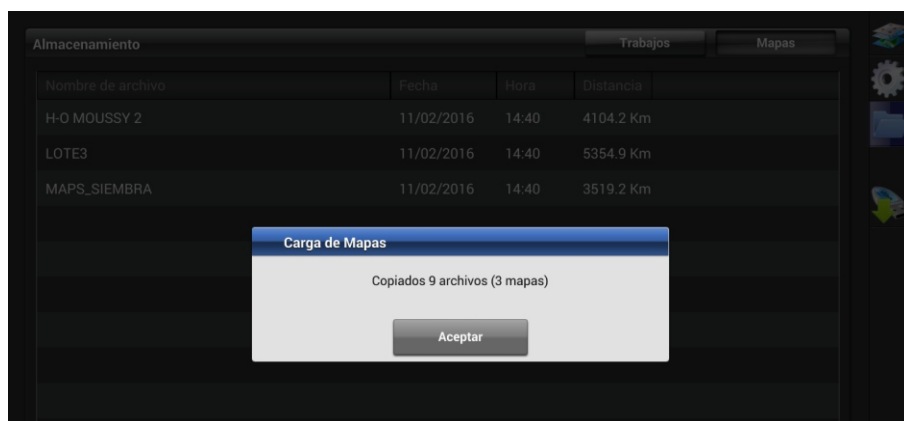 Almacenamiento Trabajos Mapas
Nombre de archivo Fecha Hora Distancia
H-O MOUSSY 2 11/02/2016 14:40 4104.2 Km
LOTE3 11/02/2016 14:40 5354.9 Km
MAPS_SIEMBRA 11/02/2016 14:40 3519.2 Km
Carga de Mapas
Copiados 9 archivos (3 mapas)
Aceptar